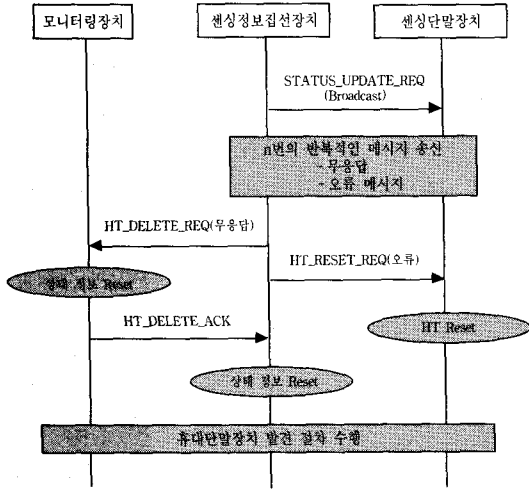 모니터링장치
센싱정보집선장치
센싱단말장치
STATUS_UPDATE_REQ
(Broadcast)
n번의 반복적인 메시지 송신
- 무응답
- 오류 메시지
HT_DELETE_REQ(무응답)
HT_RESET_REQ(오류)
상태 정보 Reset
HT_DELETE_ACK
HT Reset
상태 정보 Reset
휴대단말장치 발견 절차 수행